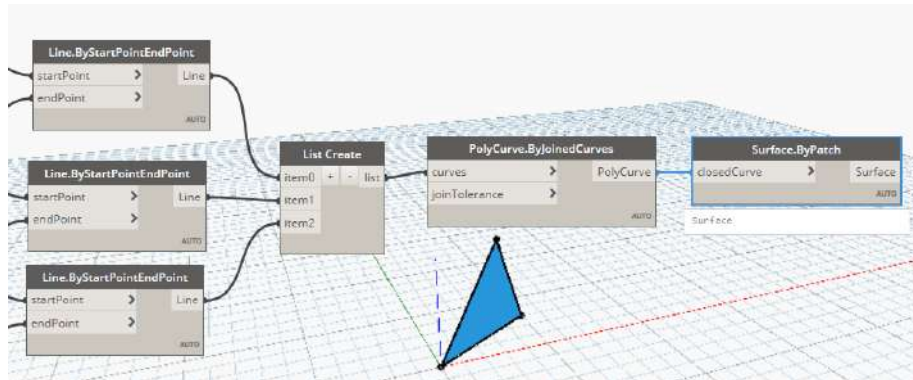 Line.ByStartPointEndPoint
startPoint > Line
endPoint >
AUTO
Line.ByStartPointEndPoint
startPoint > Line
endPoint >
AUTO
Line.ByStartPointEndPoint
startPoint > Line
endPoint >
AUTO
List Create
item0 + - list
item1
item2
PolyCurve.ByJoinedCurves
curves > PolyCurve
joinTolerance >
AUTO
Surface.ByPatch
closedCurve > Surface
AUTO
Surface